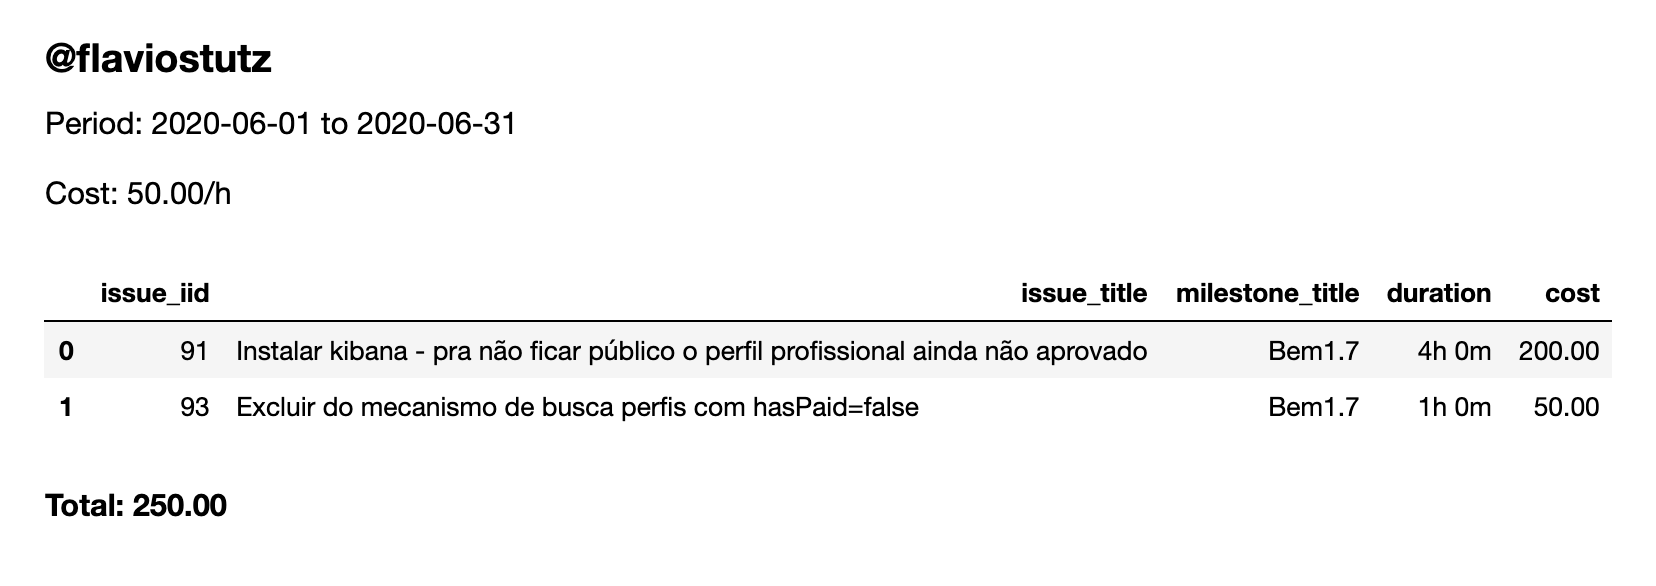 @flaviostutz
Period: 2020-06-01 to 2020-06-31
Cost: 50.00/h
issue_iid issue_title milestone_title duration cost
0 91 Instalar kibana - pra não ficar público o perfil profissional ainda não aprovado Bem1.7 4h 0m 200.00
1 93 Excluir do mecanismo de busca perfis com hasPaid=false Bem1.7 1h 0m 50.00
Total: 250.00